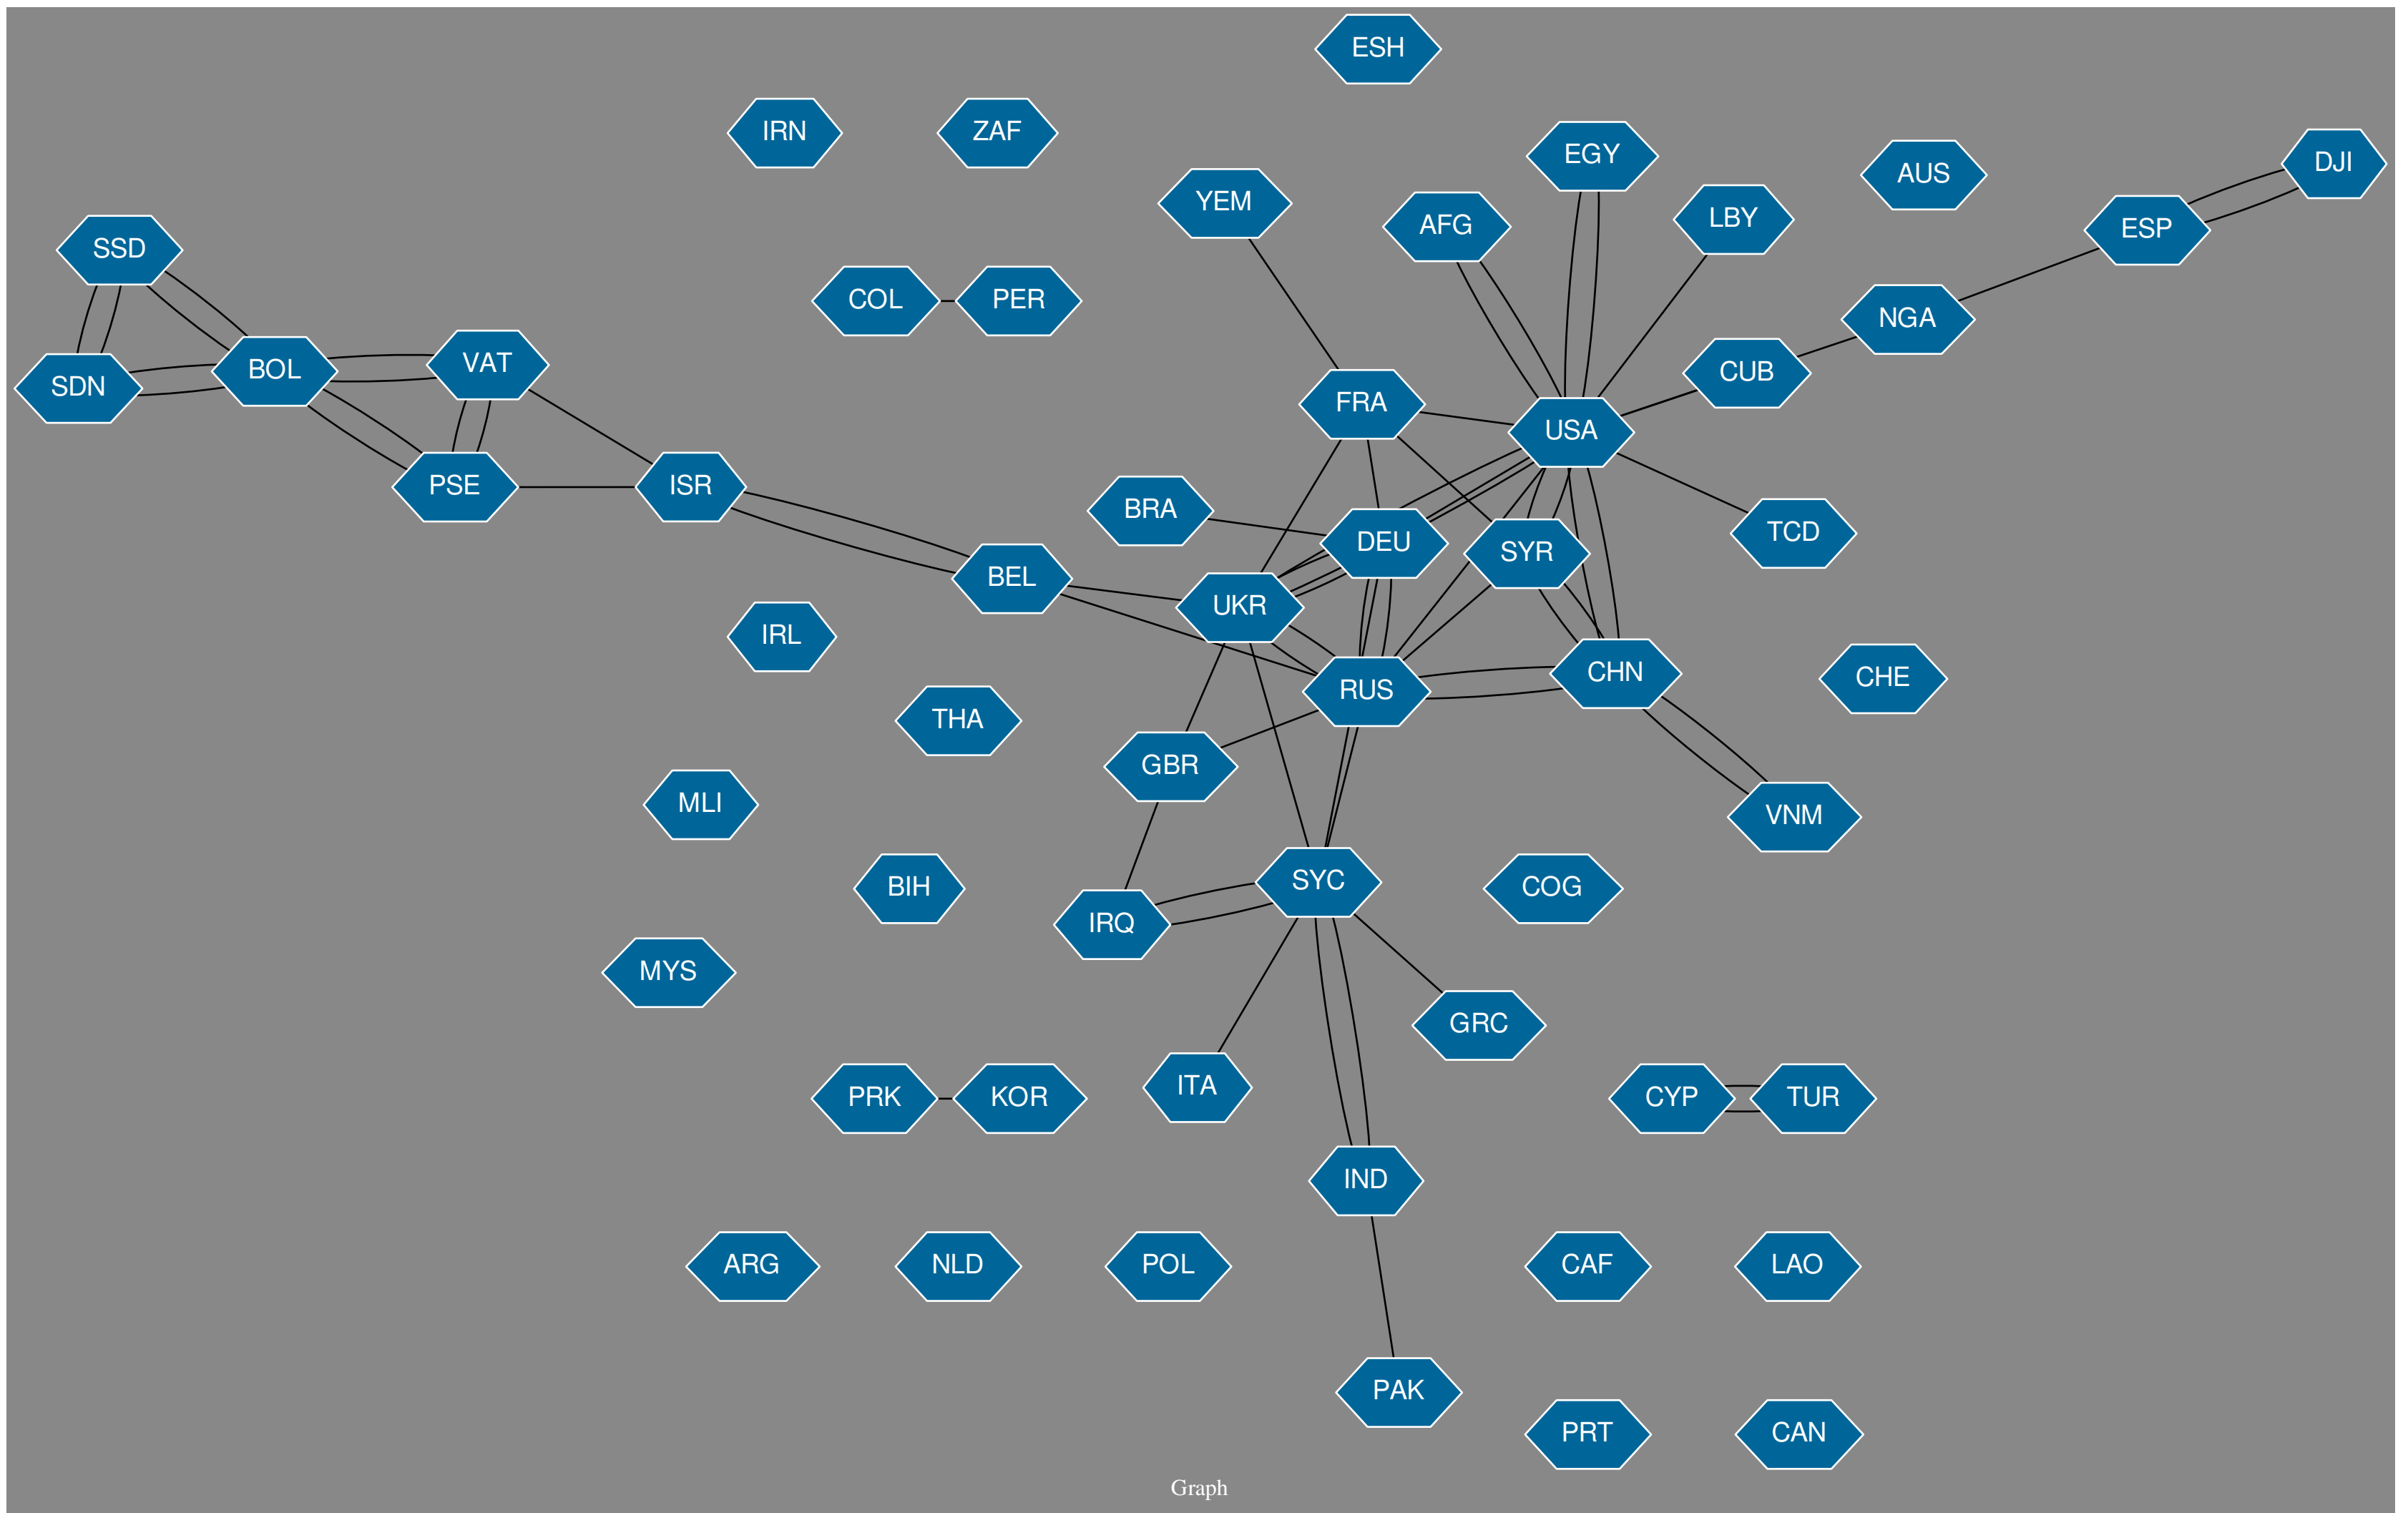 ESH
IRN
ZAF
EGY
DJI
AUS
YEM
LBY
AFG
ESP
SSD
COL
PER
NGA
VAT
BOL
CUB
SDN
FRA
USA
PSE
ISR
BRA
TCD
DEU
SYR
BEL
UKR
IRL
CHN
CHE
RUS
THA
GBR
MLI
VNM
SYC
BIH
COG
IRQ
MYS
GRC
ITA
PRK
KOR
CYP
TUR
IND
ARG
NLD
POL
CAF
LAO
PAK
PRT
CAN
Graph